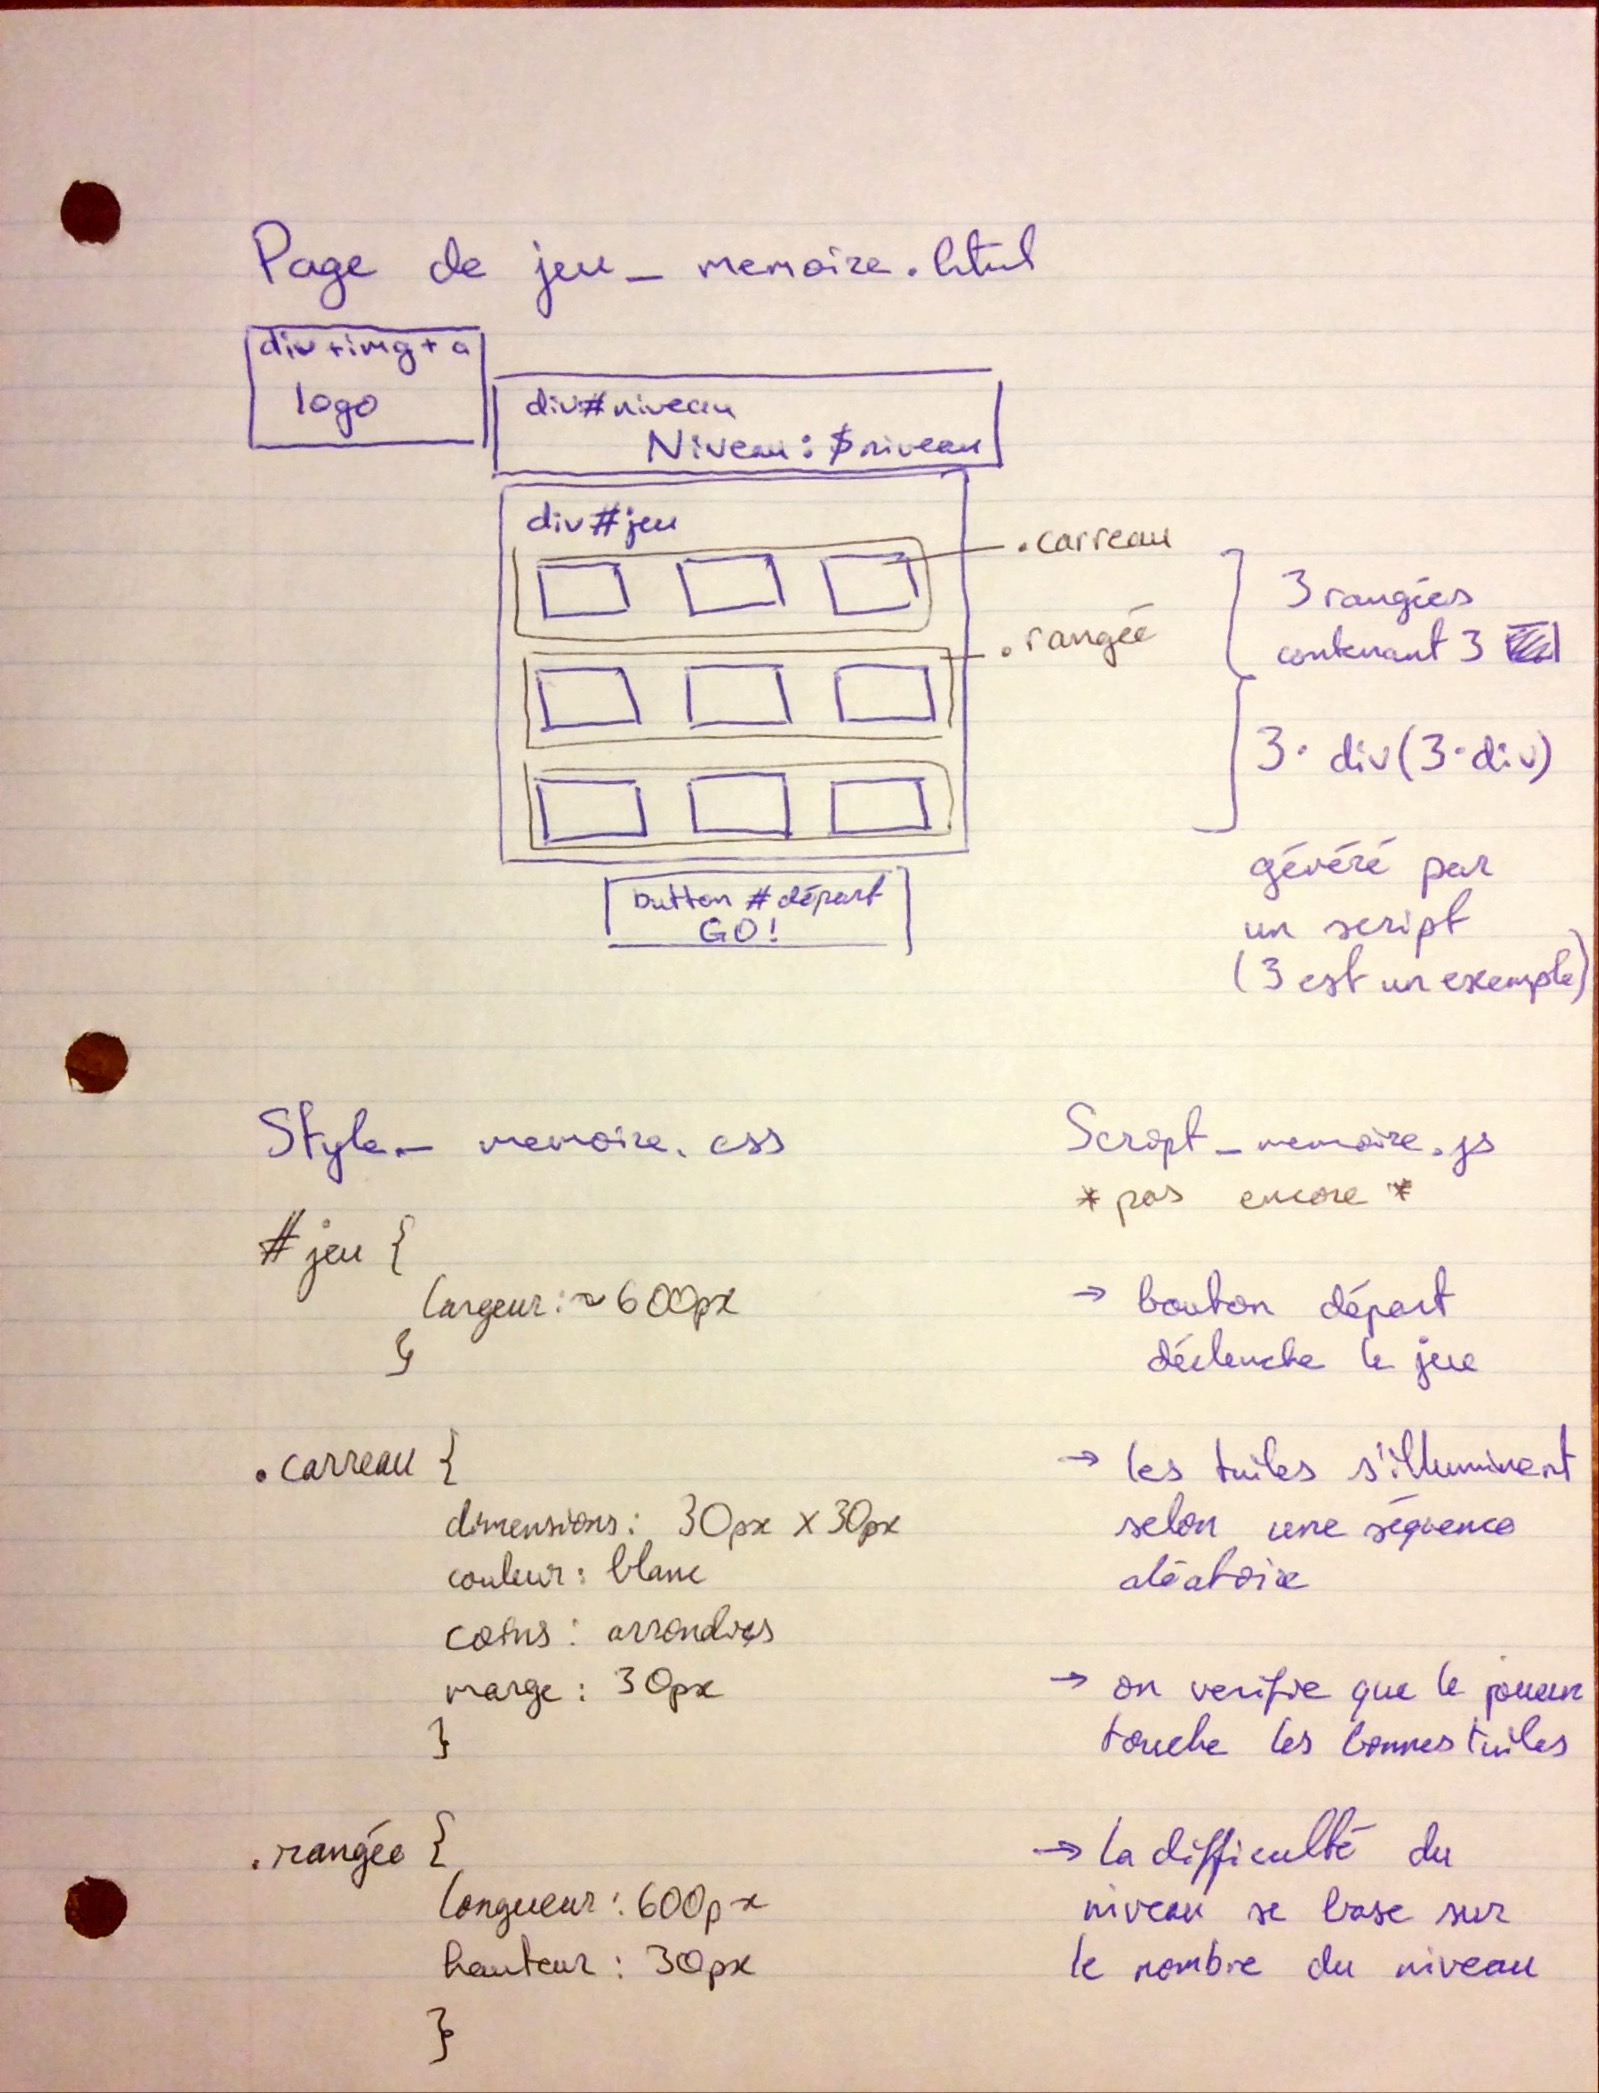 Page de jeu_memoire.html
div+img+a
logo
div#niveau
Niveau: $niveau
div#jeu
.carreau
.rangée
3 rangées
contenant 3
3· div(3·div)
généré par
un script
(3 est un exemple)
button #départ
GO!
Style_memoire.css
#jeu {
largeur: ~600px
}
.carreau {
dimensions: 30px x 30px
couleur: blanc
coins: arrondies
marge: 30px
}
.rangée {
longueur: 600px
hauteur: 30px
}
Script_memoire.js
*pas encore*
→ bouton départ
déclenche le jeu
→ les tuiles s'illuminent
selon une séquence
aléatoire
→ on verifie que le joueur
touche les bonnes tuiles
→ la difficulté du
niveau se base sur
le nombre du niveau